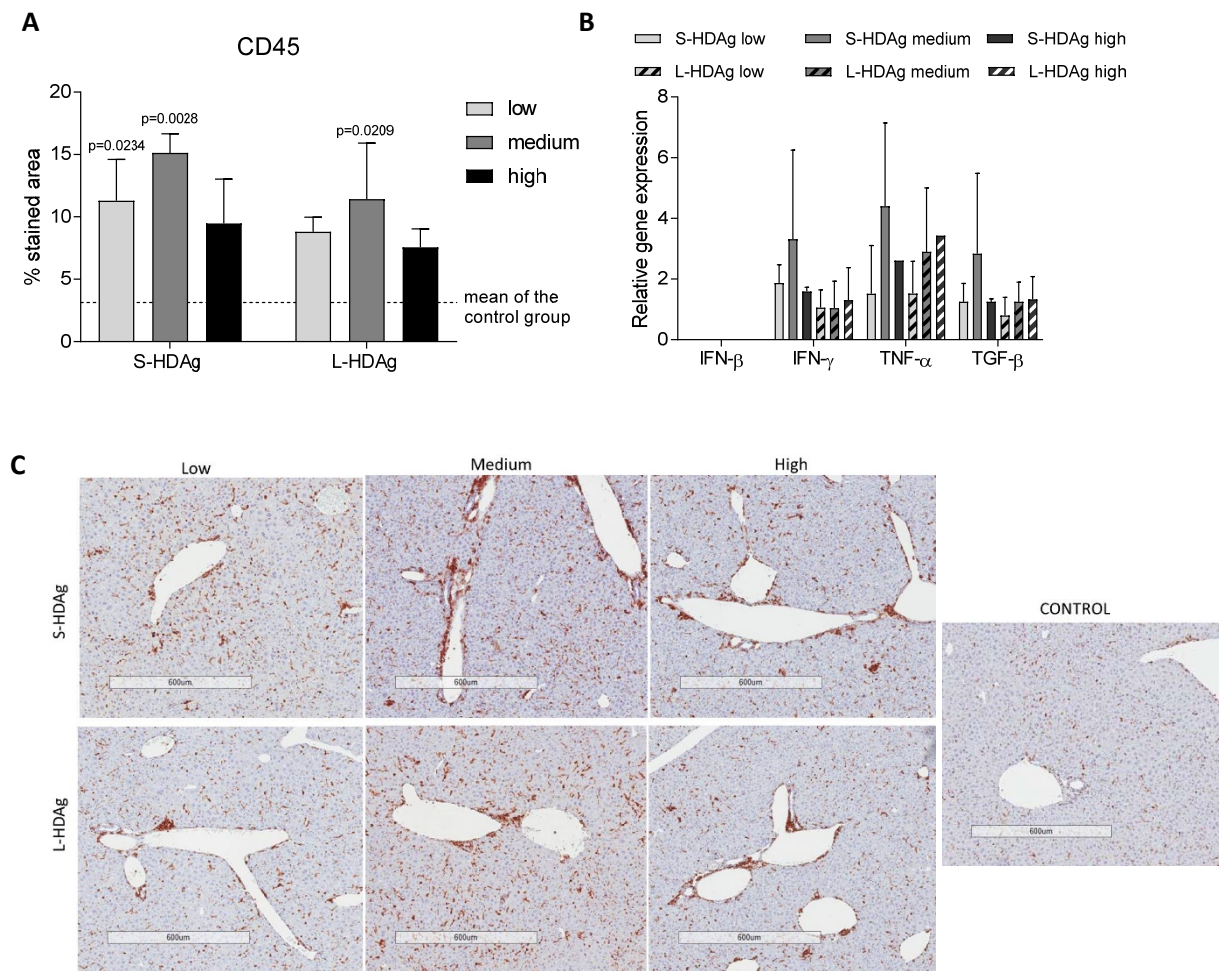 A
CD45
20
15
10
5
0
% stained area
p=0.0234
p=0.0028
p=0.0209
low
medium
high
mean of the
control group
S-HDAg
L-HDAg
B
S-HDAg low
S-HDAg medium
S-HDAg high
L-HDAg low
L-HDAg medium
L-HDAg high
8
6
4
2
0
Relative gene expression
IFN-β
IFN-γ
TNF-α
TGF-β
C
Low
Medium
High
S-HDAg
600um
600um
600um
CONTROL
600um
L-HDAg
600um
600um
600um